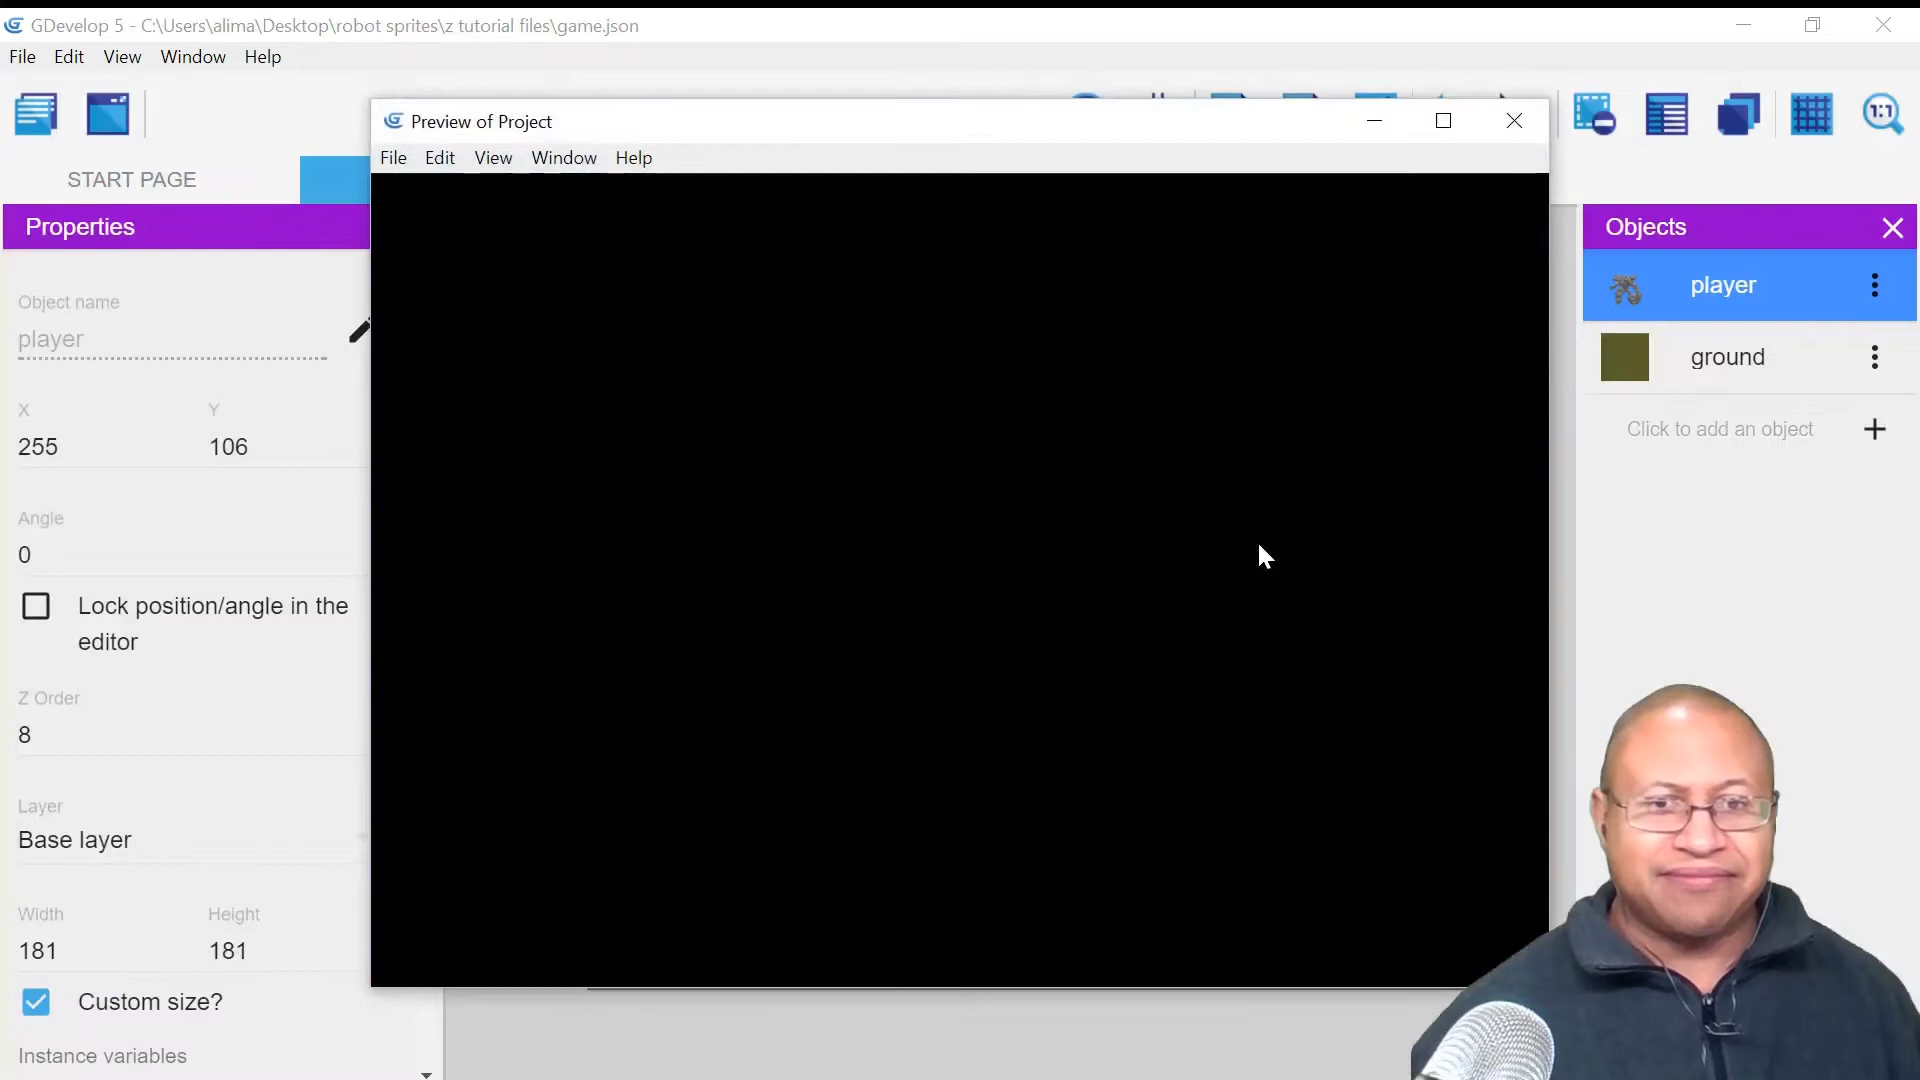 GDevelop 5 - C:\Users\alima\Desktop\robot sprites\z tutorial files\game.json
File Edit View Window Help
Preview of Project
File Edit View Window Help
START PAGE
Properties
Object name
player
X Y
255 106
Angle
0
Lock position/angle in the
editor
Z Order
8
Layer
Base layer
Width Height
181 181
Custom size?
Instance variables
1:1
Objects
player
ground
Click to add an object